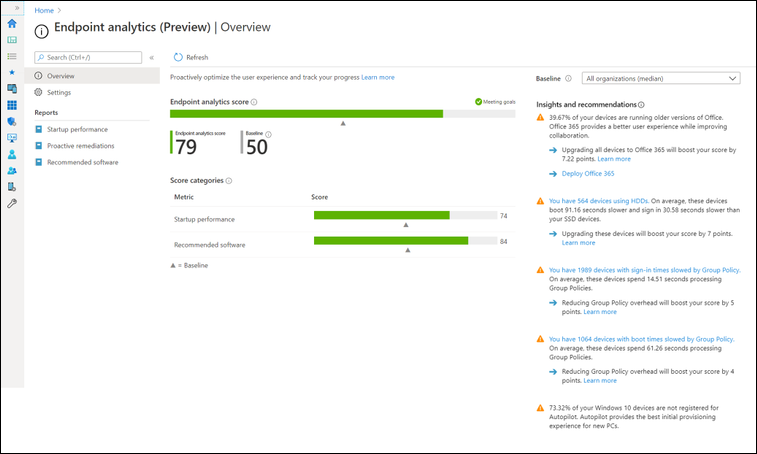 Home
Endpoint analytics (Preview) | Overview
Search (Ctrl+/)
Overview
Settings
Reports
Startup performance
Proactive remediations
Recommended software
Refresh
Proactively optimize the user experience and track your progress Learn more
Endpoint analytics score
Meeting goals
Endpoint analytics score
79
Baseline
50
Score categories
Metric Score
Startup performance 74
Recommended software 84
▲ = Baseline
Baseline All organizations (median)
Insights and recommendations
39.67% of your devices are running older versions of Office.
Office 365 provides a better user experience while improving
collaboration.
Upgrading all devices to Office 365 will boost your score by
7.22 points. Learn more
Deploy Office 365
You have 564 devices using HDDs. On average, these devices
boot 91.16 seconds slower and sign in 30.58 seconds slower than
your SSD devices.
Upgrading these devices will boost your score by 7 points.
Learn more
You have 1989 devices with sign-in times slowed by Group Policy.
On average, these devices spend 14.51 seconds processing
Group Policies.
Reducing Group Policy overhead will boost your score by 5
points. Learn more
You have 1064 devices with boot times slowed by Group Policy.
On average, these devices spend 61.26 seconds processing
Group Policies.
Reducing Group Policy overhead will boost your score by 4
points. Learn more
73.32% of your Windows 10 devices are not registered for
Autopilot. Autopilot provides the best initial provisioning
experience for new PCs.